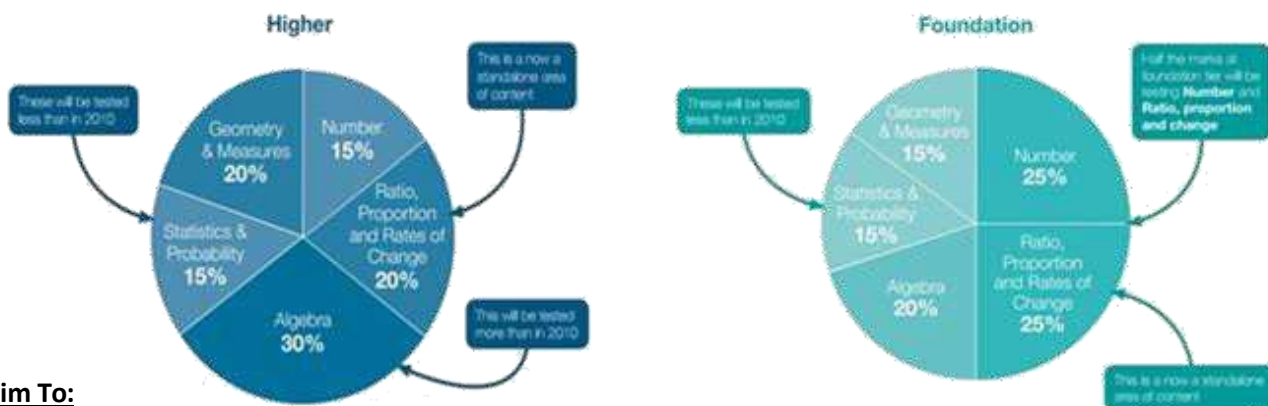 Higher
These will be tested
less than in 2010
This is a now a
standalone area
of content
Geometry
& Measures
20%
Number
15%
Ratio,
Proportion
and Rates of
Change
20%
Statistics &
Probability
15%
Algebra
30%
This will be tested
more than in 2010
Foundation
These will be tested
less than in 2010
Half the marks at
foundation tier will be
testing Number and
Ratio, proportion
and change
Geometry
& Measures
15%
Number
25%
Statistics &
Probability
15%
Ratio,
Proportion
and Rates of
Change
25%
Algebra
20%
This is a now a standalone
area of content
im To: